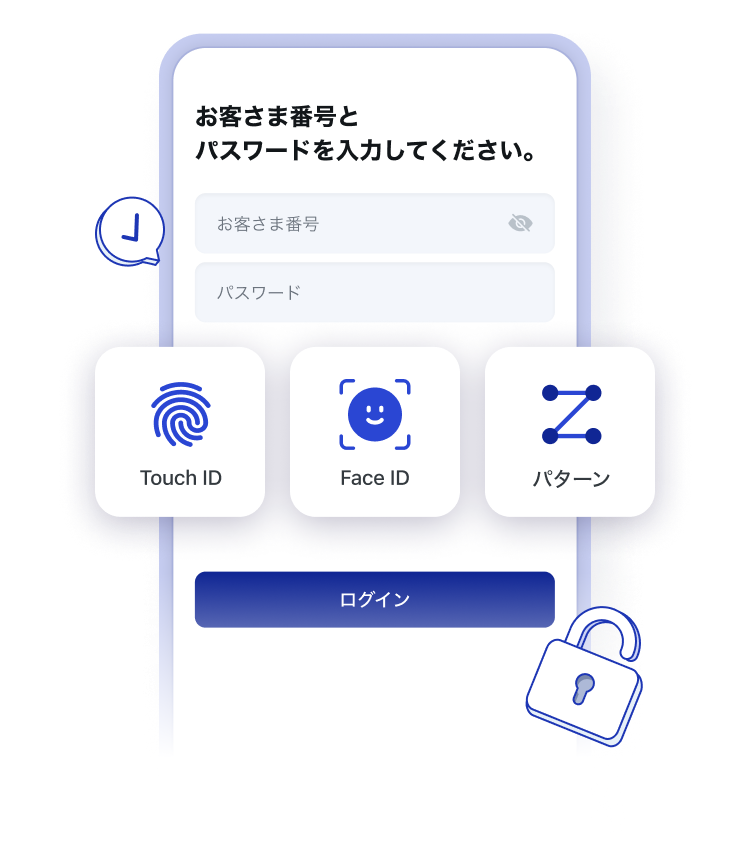 お客さま番号と
パスワードを入力してください。
お客さま番号
パスワード
Touch ID
Face ID
パターン
ログイン